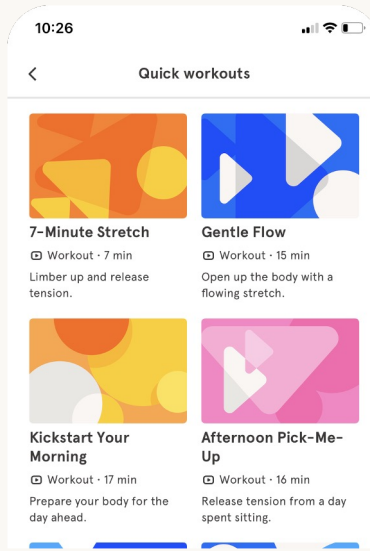 10:26
Quick workouts
7-Minute Stretch
Workout · 7 min
Limber up and release
tension.
Gentle Flow
Workout · 15 min
Open up the body with a
flowing stretch.
Kickstart Your
Morning
Workout · 17 min
Prepare your body for the
day ahead.
Afternoon Pick-Me-
Up
Workout · 16 min
Release tension from a day
spent sitting.